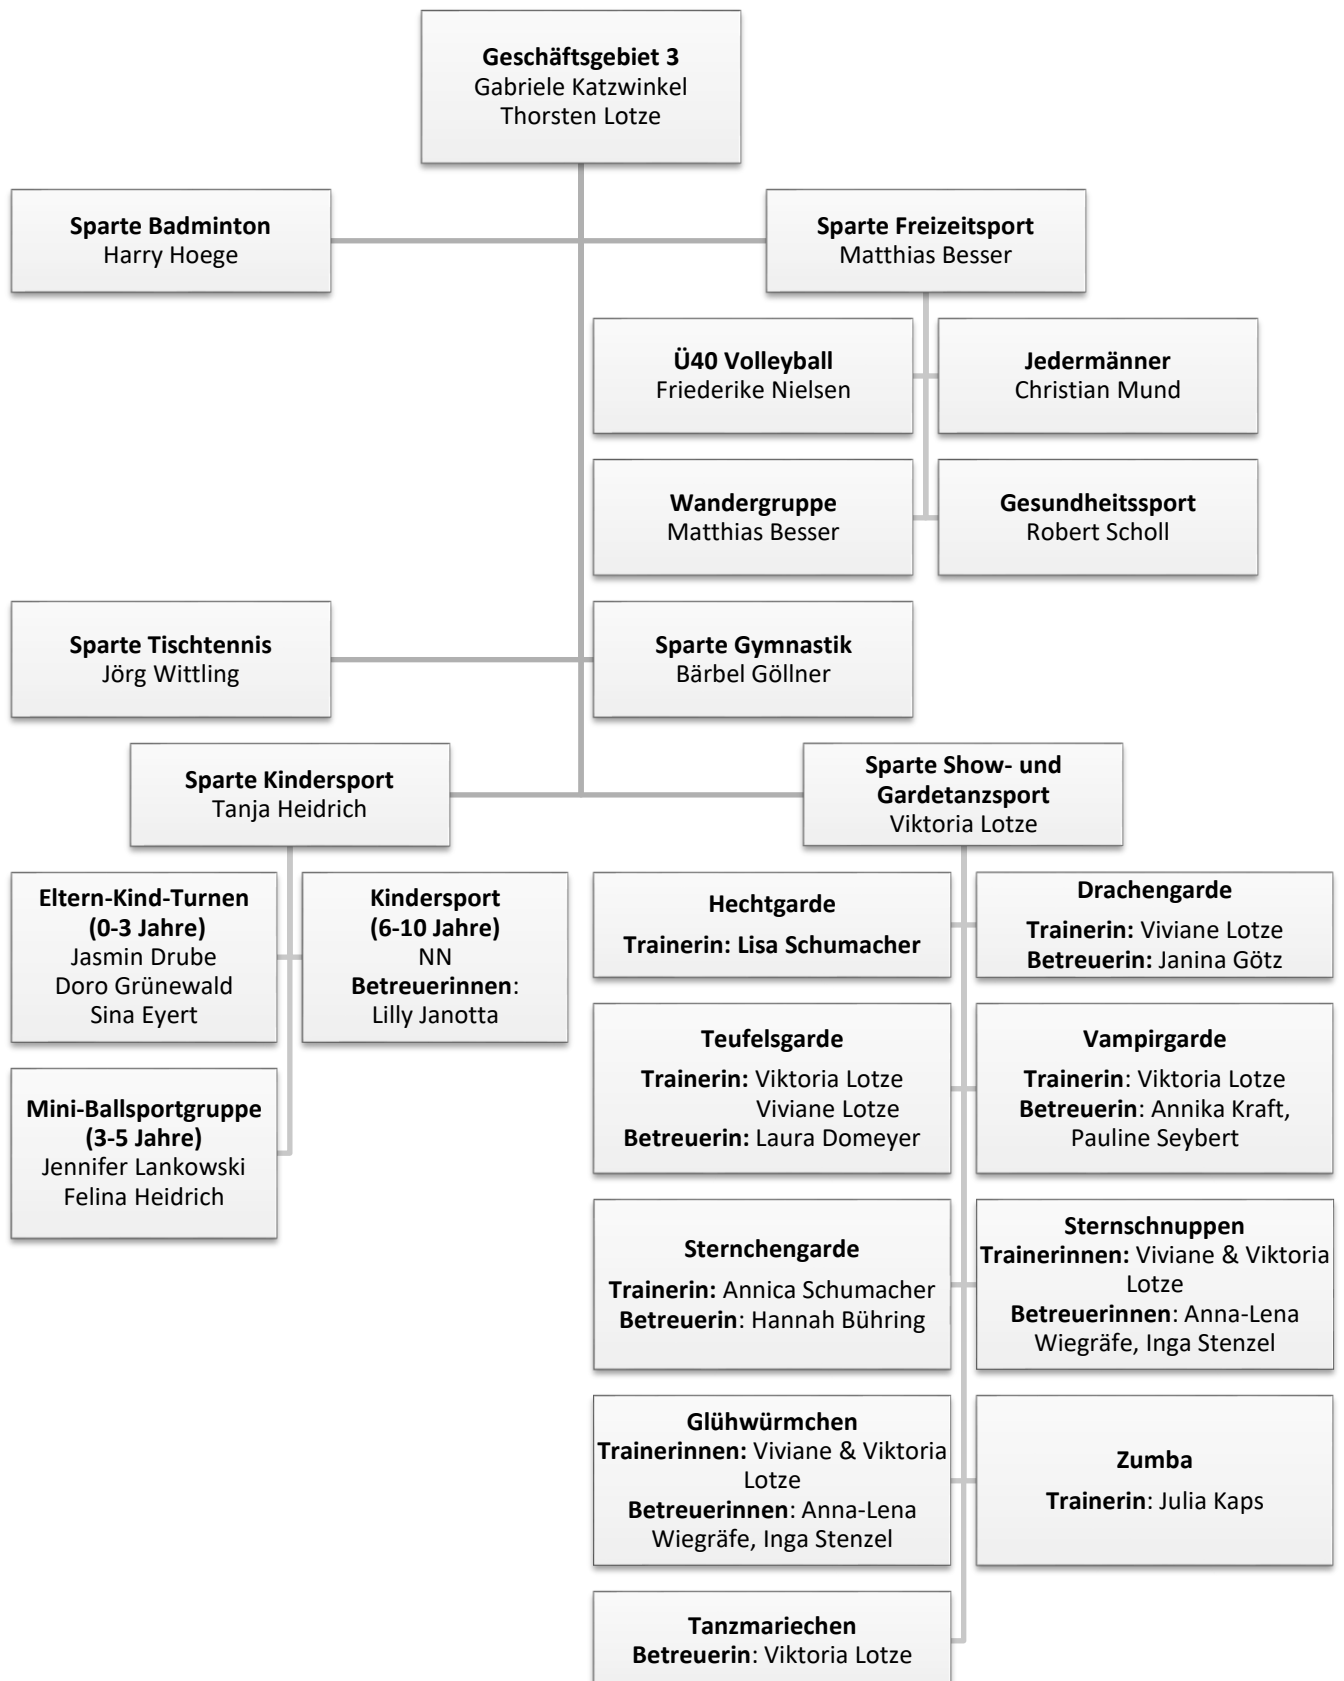 Geschäftsgebiet 3
Gabriele Katzwinkel
Thorsten Lotze
Sparte Badminton
Harry Hoege
Sparte Freizeitsport
Matthias Besser
Ü40 Volleyball
Friederike Nielsen
Jedermänner
Christian Mund
Wandergruppe
Matthias Besser
Gesundheitssport
Robert Scholl
Sparte Tischtennis
Jörg Wittling
Sparte Gymnastik
Bärbel Göllner
Sparte Kindersport
Tanja Heidrich
Sparte Show- und
Gardetanzsport
Viktoria Lotze
Eltern-Kind-Turnen
(0-3 Jahre)
Jasmin Drube
Doro Grünewald
Sina Eyert
Kindersport
(6-10 Jahre)
NN
Betreuerinnen:
Lilly Janotta
Mini-Ballsportgruppe
(3-5 Jahre)
Jennifer Lankowski
Felina Heidrich
Hechtgarde
Trainerin: Lisa Schumacher
Drachengarde
Trainerin: Viviane Lotze
Betreuerin: Janina Götz
Teufelsgarde
Trainerin: Viktoria Lotze
Viviane Lotze
Betreuerin: Laura Domeyer
Vampirgarde
Trainerin: Viktoria Lotze
Betreuerin: Annika Kraft,
Pauline Seybert
Sternchengarde
Trainerin: Annica Schumacher
Betreuerin: Hannah Bühring
Sternschnuppen
Trainerinnen: Viviane & Viktoria
Lotze
Betreuerinnen: Anna-Lena
Wiegräfe, Inga Stenzel
Glühwürmchen
Trainerinnen: Viviane & Viktoria
Lotze
Betreuerinnen: Anna-Lena
Wiegräfe, Inga Stenzel
Zumba
Trainerin: Julia Kaps
Tanzmariechen
Betreuerin: Viktoria Lotze